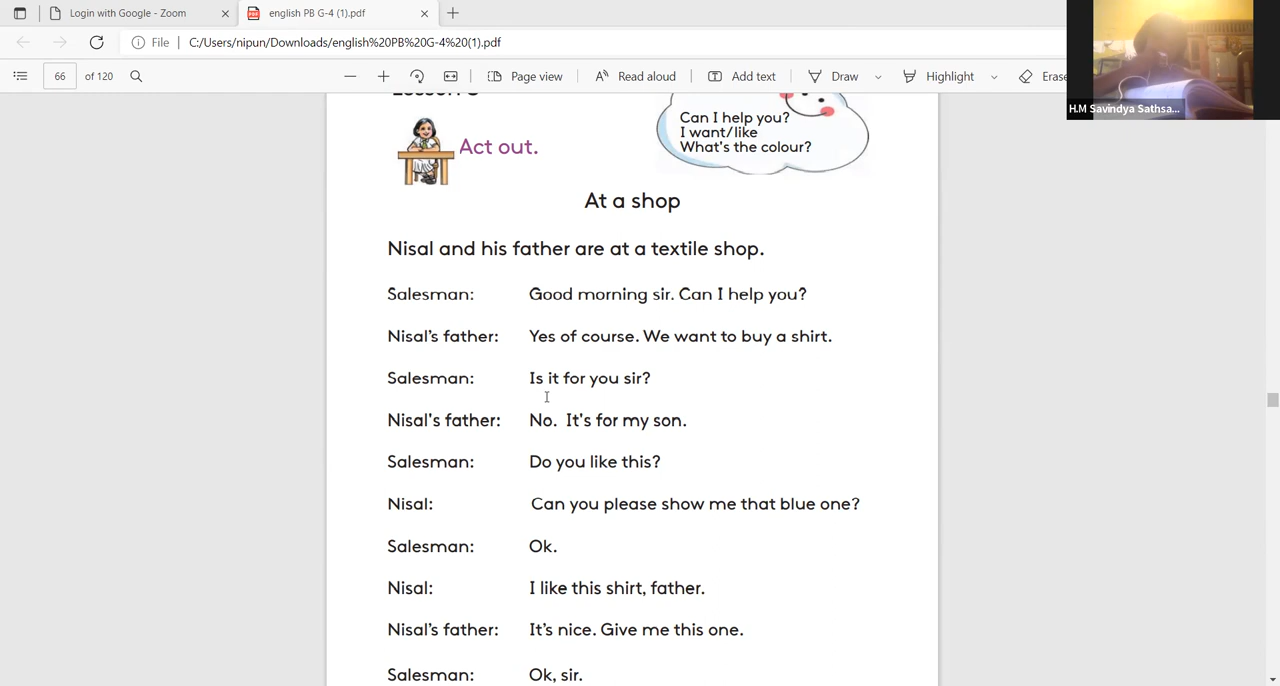 Login with Google - Zoom
english PB G-4 (1).pdf
File
C:/Users/nipun/Downloads/english%20PB%20G-4%20(1).pdf
66 of 120
Page view
Read aloud
Add text
Draw
Highlight
Erase
H.M Savindya Sathsa...
Can I help you?
I want/like
What's the colour?
Act out.
At a shop
Nisal and his father are at a textile shop.
Salesman: Good morning sir. Can I help you?
Nisal's father: Yes of course. We want to buy a shirt.
Salesman: Is it for you sir?
Nisal's father: No. It's for my son.
Salesman: Do you like this?
Nisal: Can you please show me that blue one?
Salesman: Ok.
Nisal: I like this shirt, father.
Nisal's father: It's nice. Give me this one.
Salesman: Ok, sir.